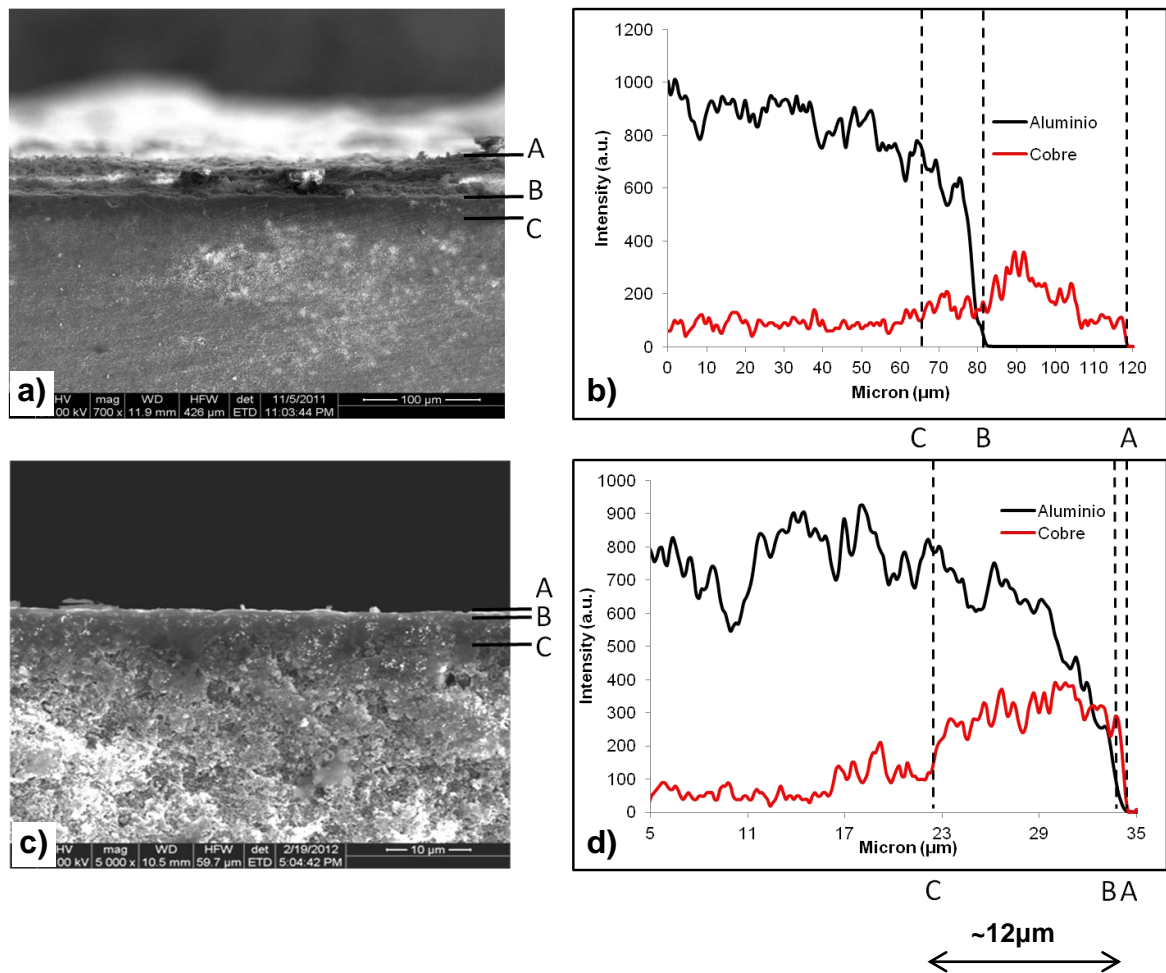 A
B
C
a)
HV mag WD HFW det 11/5/2011
00 kV 700 x 11.9 mm 426 µm ETD 11:03:44 PM
100 µm
1200
1000
800
600
400
200
0
Intensity (a.u.)
Aluminio
Cobre
0 10 20 30 40 50 60 70 80 90 100 110 120
Micron (µm)
b)
C B A
A
B
C
c)
HV mag WD HFW det 2/19/2012
00 kV 5 000 x 10.5 mm 59.7 µm ETD 5:04:42 PM
10 µm
1000
900
800
700
600
500
400
300
200
100
0
Intensity (a.u.)
Aluminio
Cobre
5 11 17 23 29 35
Micron (µm)
d)
C B A
~12µm